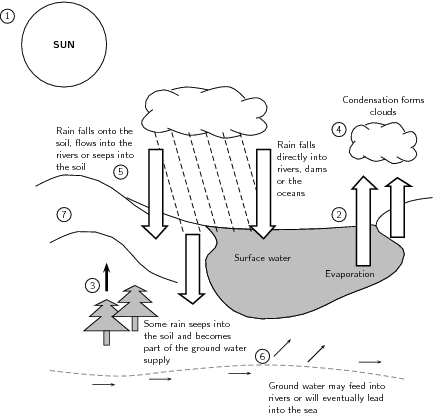 1
SUN
Condensation forms
clouds
4
Rain falls onto the
soil, flows into the
rivers or seeps into
the soil
5
Rain falls
directly into
rivers, dams
or the
oceans
7
2
Surface water
Evaporation
3
Some rain seeps into
the soil and becomes
part of the ground water
supply
6
Ground water may feed into
rivers or will eventually lead
into the sea